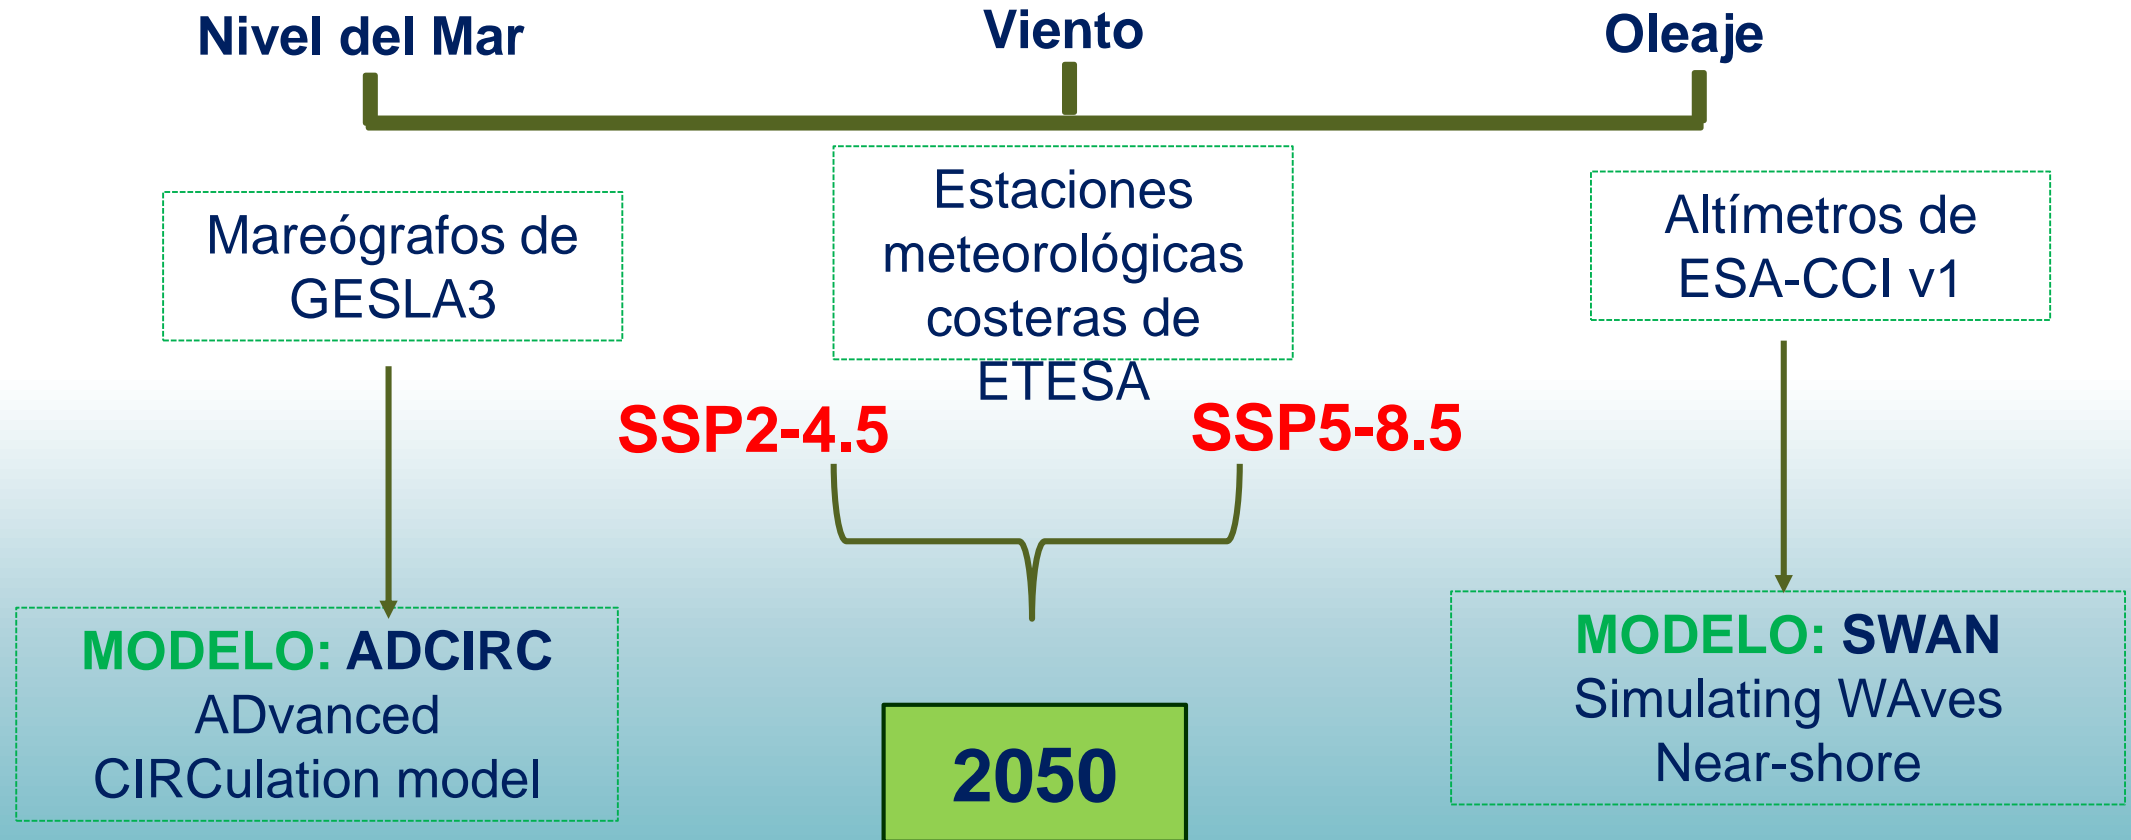 Nivel del Mar
Viento
Oleaje
Mareógrafos de
GESLA3
Estaciones
meteorológicas
costeras de
ETESA
Altímetros de
ESA-CCI v1
SSP2-4.5
SSP5-8.5
MODELO: ADCIRC
ADvanced
CIRCulation model
2050
MODELO: SWAN
Simulating WAves
Near-shore